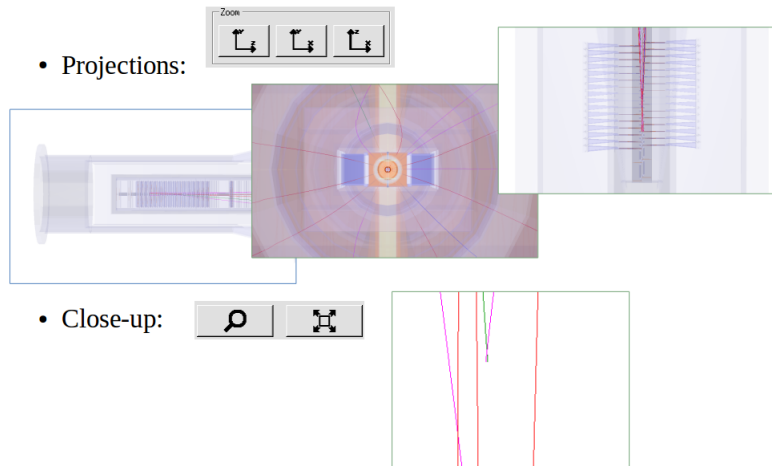 Zoom
Y Z
Y X
Z X
• Projections:
• Close-up: